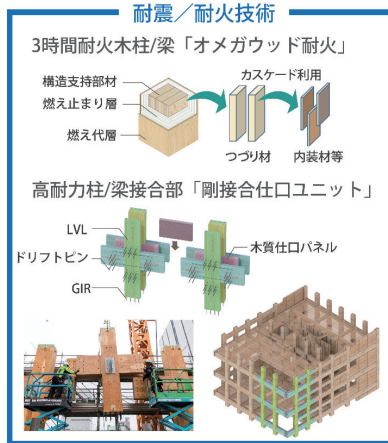 耐震／耐火技術
3時間耐火木柱/梁「オメガウッド耐火」
構造支持部材
燃え止まり層
燃え代層
カスケード利用
つづり材
内装材等
高耐力柱/梁接合部「剛接合仕口ユニット」
LVL
ドリフトピン
GIR
木質仕口パネル